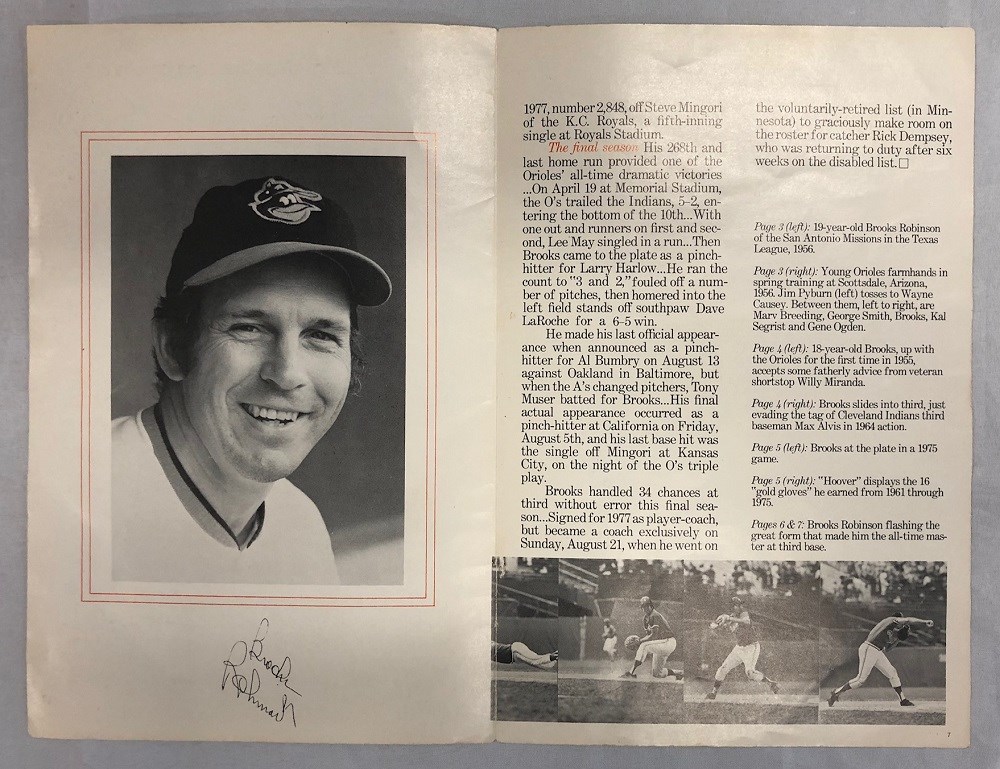 Brooks
Robinson
1977, number 2,848, off Steve Mingori
of the K.C. Royals, a fifth-inning
single at Royals Stadium.
The final season His 268th and
last home run provided one of the
Orioles' all-time dramatic victories
...On April 19 at Memorial Stadium,
the O's trailed the Indians, 5–2, en-
tering the bottom of the 10th...With
one out and runners on first and sec-
ond, Lee May singled in a run...Then
Brooks came to the plate as a pinch-
hitter for Larry Harlow...He ran the
count to "3 and 2," fouled off a num-
ber of pitches, then homered into the
left field stands off southpaw Dave
LaRoche for a 6–5 win.
He made his last official appear-
ance when announced as a pinch-
hitter for Al Bumbry on August 13
against Oakland in Baltimore, but
when the A's changed pitchers, Tony
Muser batted for Brooks...His final
actual appearance occurred as a
pinch-hitter at California on Friday,
August 5th, and his last base hit was
the single off Mingori at Kansas
City, on the night of the O's triple
play.
Brooks handled 34 chances at
third without error this final sea-
son...Signed for 1977 as player-coach,
but became a coach exclusively on
Sunday, August 21, when he went on
the voluntarily-retired list (in Min-
nesota) to graciously make room on
the roster for catcher Rick Dempsey,
who was returning to duty after six
weeks on the disabled list.□
Page 3 (left): 19-year-old Brooks Robinson
of the San Antonio Missions in the Texas
League, 1956.
Page 3 (right): Young Orioles farmhands in
spring training at Scottsdale, Arizona,
1956. Jim Pyburn (left) tosses to Wayne
Causey. Between them, left to right, are
Marv Breeding, George Smith, Brooks, Kal
Segrist and Gene Ogden.
Page 4 (left): 18-year-old Brooks, up with
the Orioles for the first time in 1955,
accepts some fatherly advice from veteran
shortstop Willy Miranda.
Page 4 (right): Brooks slides into third, just
evading the tag of Cleveland Indians third
baseman Max Alvis in 1964 action.
Page 5 (left): Brooks at the plate in a 1975
game.
Page 5 (right): "Hoover" displays the 16
"gold gloves" he earned from 1961 through
1975.
Pages 6 & 7: Brooks Robinson flashing the
great form that made him the all-time mas-
ter at third base.
7